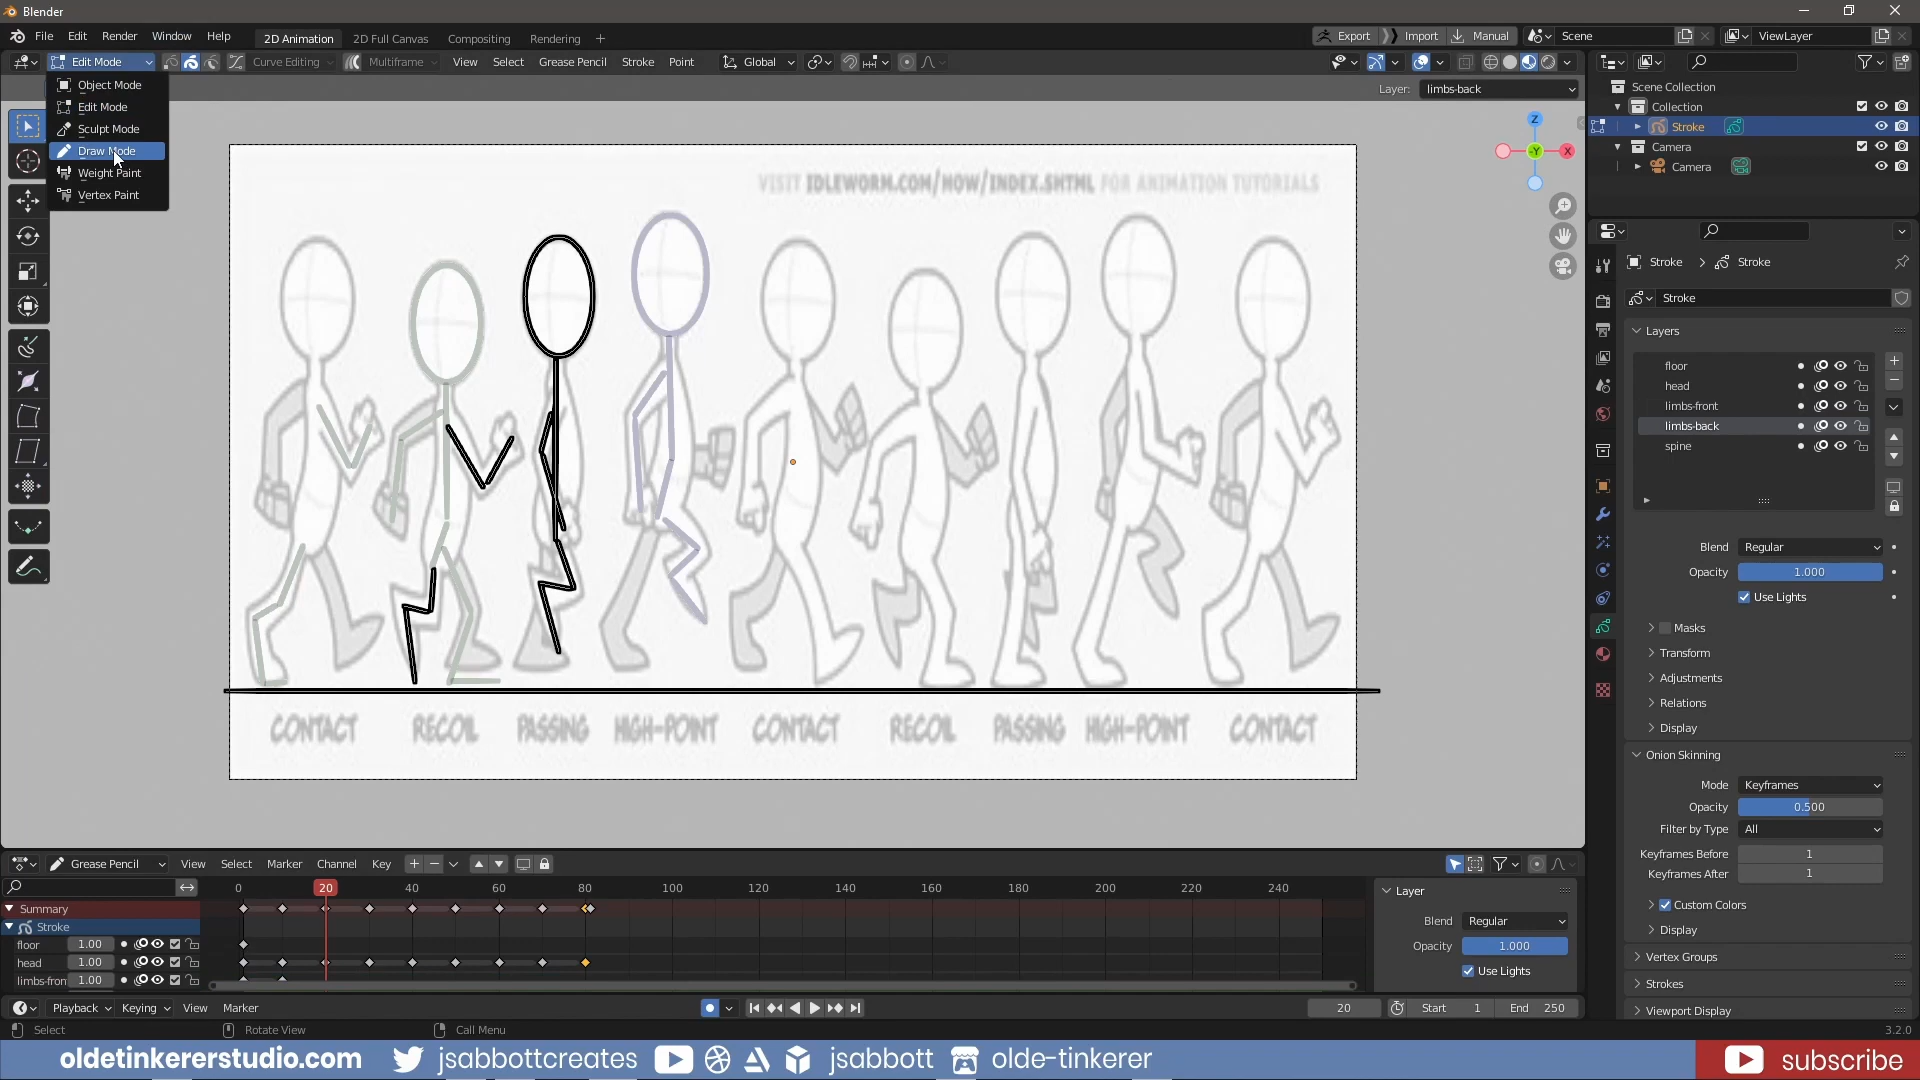 Blender
File Edit Render Window Help 2D Animation 2D Full Canvas Compositing Rendering + Export Import Manual Scene ViewLayer
Edit Mode Curve Editing Multiframe View Select Grease Pencil Stroke Point Global
Layer: limbs-back
Object Mode
Edit Mode
Sculpt Mode
Draw Mode
Weight Paint
Vertex Paint
Scene Collection
Collection
Stroke
Camera
Camera
Z
-Y X
VISIT IDLEWORM.COM/HOW/INDEX.SHTML FOR ANIMATION TUTORIALS
CONTACT RECOIL PASSING HIGH-POINT CONTACT RECOIL PASSING HIGH-POINT CONTACT
Stroke > Stroke
Stroke
Layers
floor
head
limbs-front
limbs-back
spine
Blend Regular
Opacity 1.000
Use Lights
Masks
Transform
Adjustments
Relations
Display
Onion Skinning
Mode Keyframes
Opacity 0.500
Filter by Type All
Keyframes Before 1
Keyframes After 1
Custom Colors
Display
Vertex Groups
Strokes
Viewport Display
Grease Pencil View Select Marker Channel Key
0 20 40 60 80 100 120 140 160 180 200 220 240
Summary
Stroke
floor 1.00
head 1.00
limbs-fron 1.00
Layer
Blend Regular
Opacity 1.000
Use Lights
Playback Keying View Marker 20 Start 1 End 250
Select Rotate View Call Menu 3.2.0
oldetinkererstudio.com jsabbottcreates jsabbott olde-tinkerer subscribe